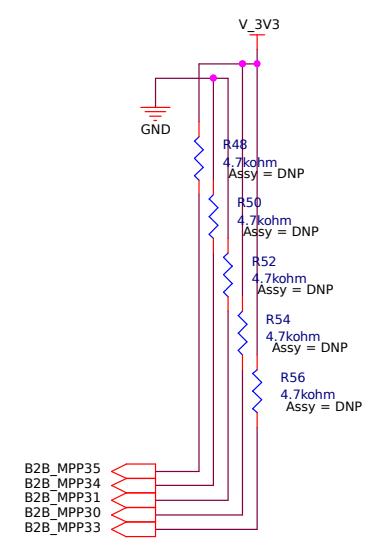 V_3V3
GND
R48
4.7kohm
Assy = DNP
R50
4.7kohm
Assy = DNP
R52
4.7kohm
Assy = DNP
R54
4.7kohm
Assy = DNP
R56
4.7kohm
Assy = DNP
B2B_MPP35
B2B_MPP34
B2B_MPP31
B2B_MPP30
B2B_MPP33